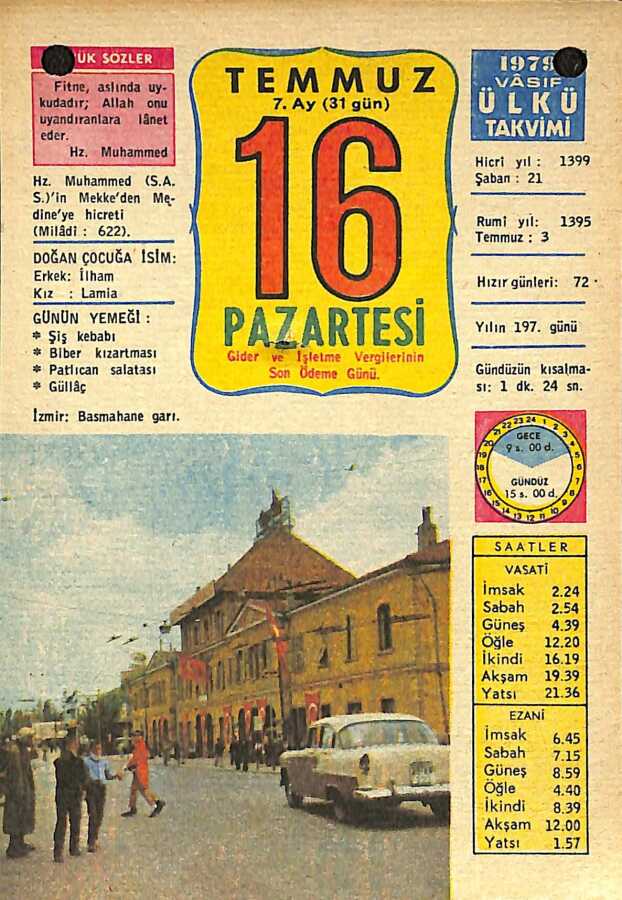 ÜK SÖZLER
Fitne, aslında uy-
kudadır; Allah onu
uyandıranlara lânet
eder.
Hz. Muhammed
Hz. Muhammed (S.A.
S.)'in Mekke'den Me-
dine'ye hicreti
(Milâdi : 622).
DOĞAN ÇOCUĞA İSİM:
Erkek: İlham
Kız : Lamia
GÜNÜN YEMEĞİ :
* Şiş kebabı
* Biber kızartması
* Patlıcan salatası
* Güllâç
İzmir: Basmahane garı.
TEMMUZ
7. Ay (31 gün)
16
PAZARTESİ
Gider ve İşletme Vergilerinin
Son Ödeme Günü.
1979
VÂSIF
ÜLKÜ
TAKVİMİ
Hicri yıl : 1399
Şaban : 21
Rumî yıl: 1395
Temmuz : 3
Hızır günleri: 72
Yılın 197. günü
Gündüzün kısalma-
sı: 1 dk. 24 sn.
GECE
9 s. 00 d.
GÜNDÜZ
15 s. 00 d.
SAATLER
VASATİ
İmsak 2.24
Sabah 2.54
Güneş 4.39
Öğle 12.20
İkindi 16.19
Akşam 19.39
Yatsı 21.36
EZANİ
İmsak 6.45
Sabah 7.15
Güneş 8.59
Öğle 4.40
İkindi 8.39
Akşam 12.00
Yatsı 1.57